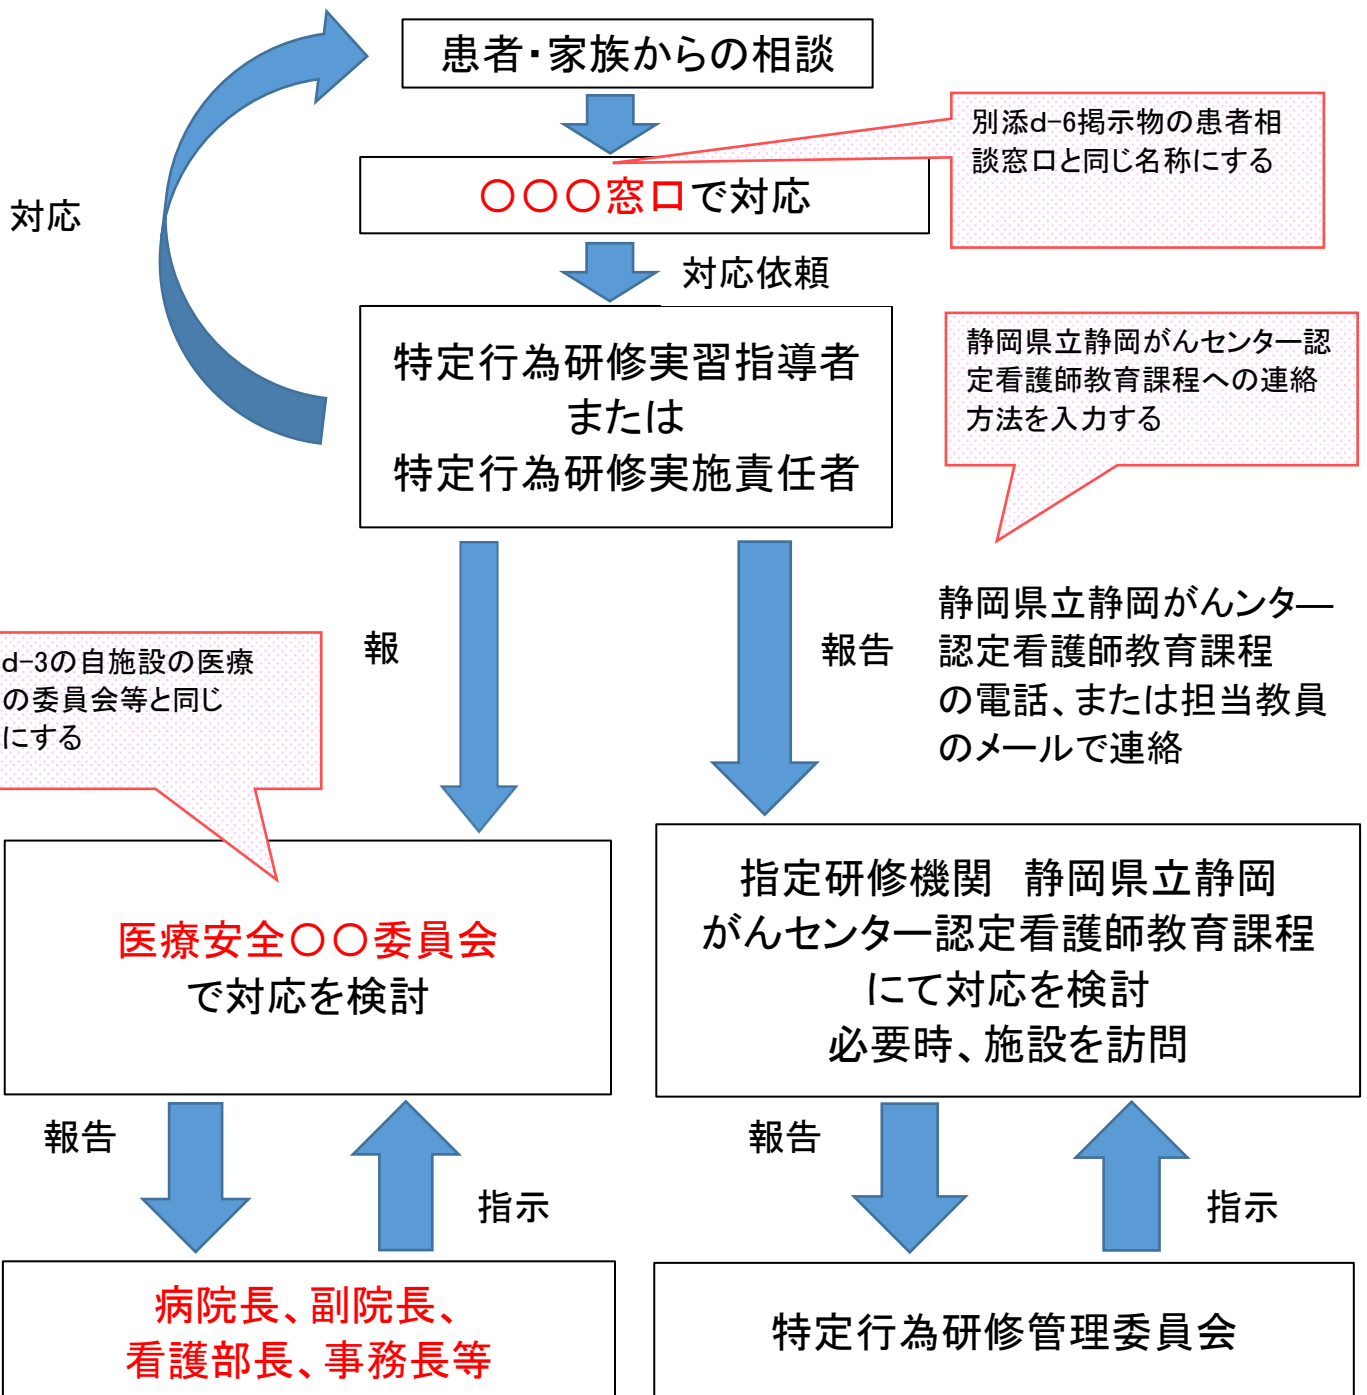 患者・家族からの相談
別添d-6掲示物の患者相
談窓口と同じ名称にする
〇〇〇窓口で対応
対応
対応依頼
特定行為研修実習指導者
または
特定行為研修実施責任者
静岡県立静岡がんセンター認
定看護師教育課程への連絡
方法を入力する
報
報告
静岡県立静岡がんンター
認定看護師教育課程
の電話、または担当教員
のメールで連絡
d-3の自施設の医療
の委員会等と同じ
にする
医療安全〇〇委員会
で対応を検討
指定研修機関　静岡県立静岡
がんセンター認定看護師教育課程
にて対応を検討
必要時、施設を訪問
報告
指示
報告
指示
病院長、副院長、
看護部長、事務長等
特定行為研修管理委員会